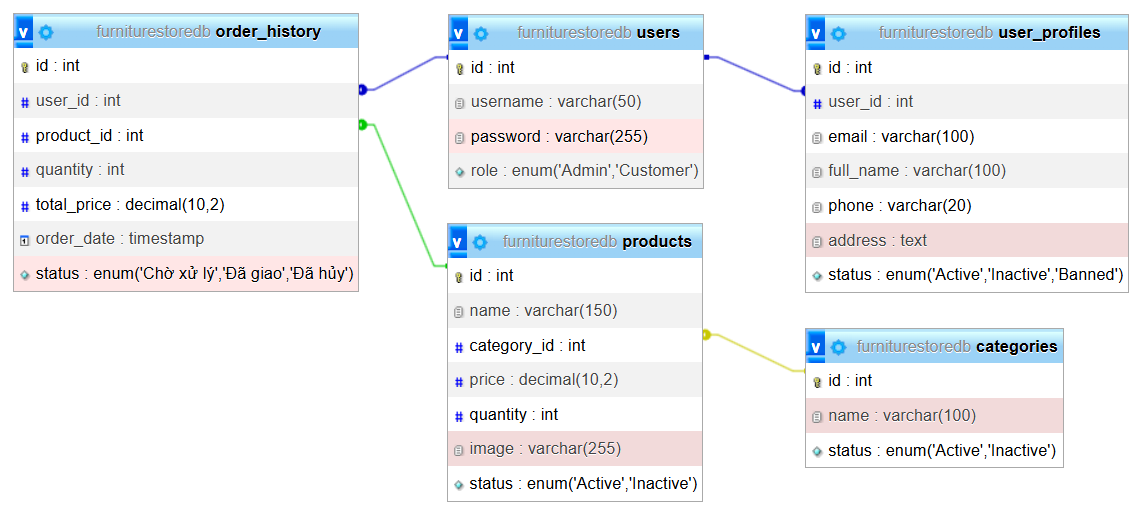 furniturestoredb order_history
id : int
user_id : int
product_id : int
quantity : int
total_price : decimal(10,2)
order_date : timestamp
status : enum('Chờ xử lý','Đã giao','Đã hủy')
furniturestoredb users
id : int
username : varchar(50)
password : varchar(255)
role : enum('Admin','Customer')
furniturestoredb user_profiles
id : int
user_id : int
email : varchar(100)
full_name : varchar(100)
phone : varchar(20)
address : text
status : enum('Active','Inactive','Banned')
furniturestoredb products
id : int
name : varchar(150)
category_id : int
price : decimal(10,2)
quantity : int
image : varchar(255)
status : enum('Active','Inactive')
furniturestoredb categories
id : int
name : varchar(100)
status : enum('Active','Inactive')